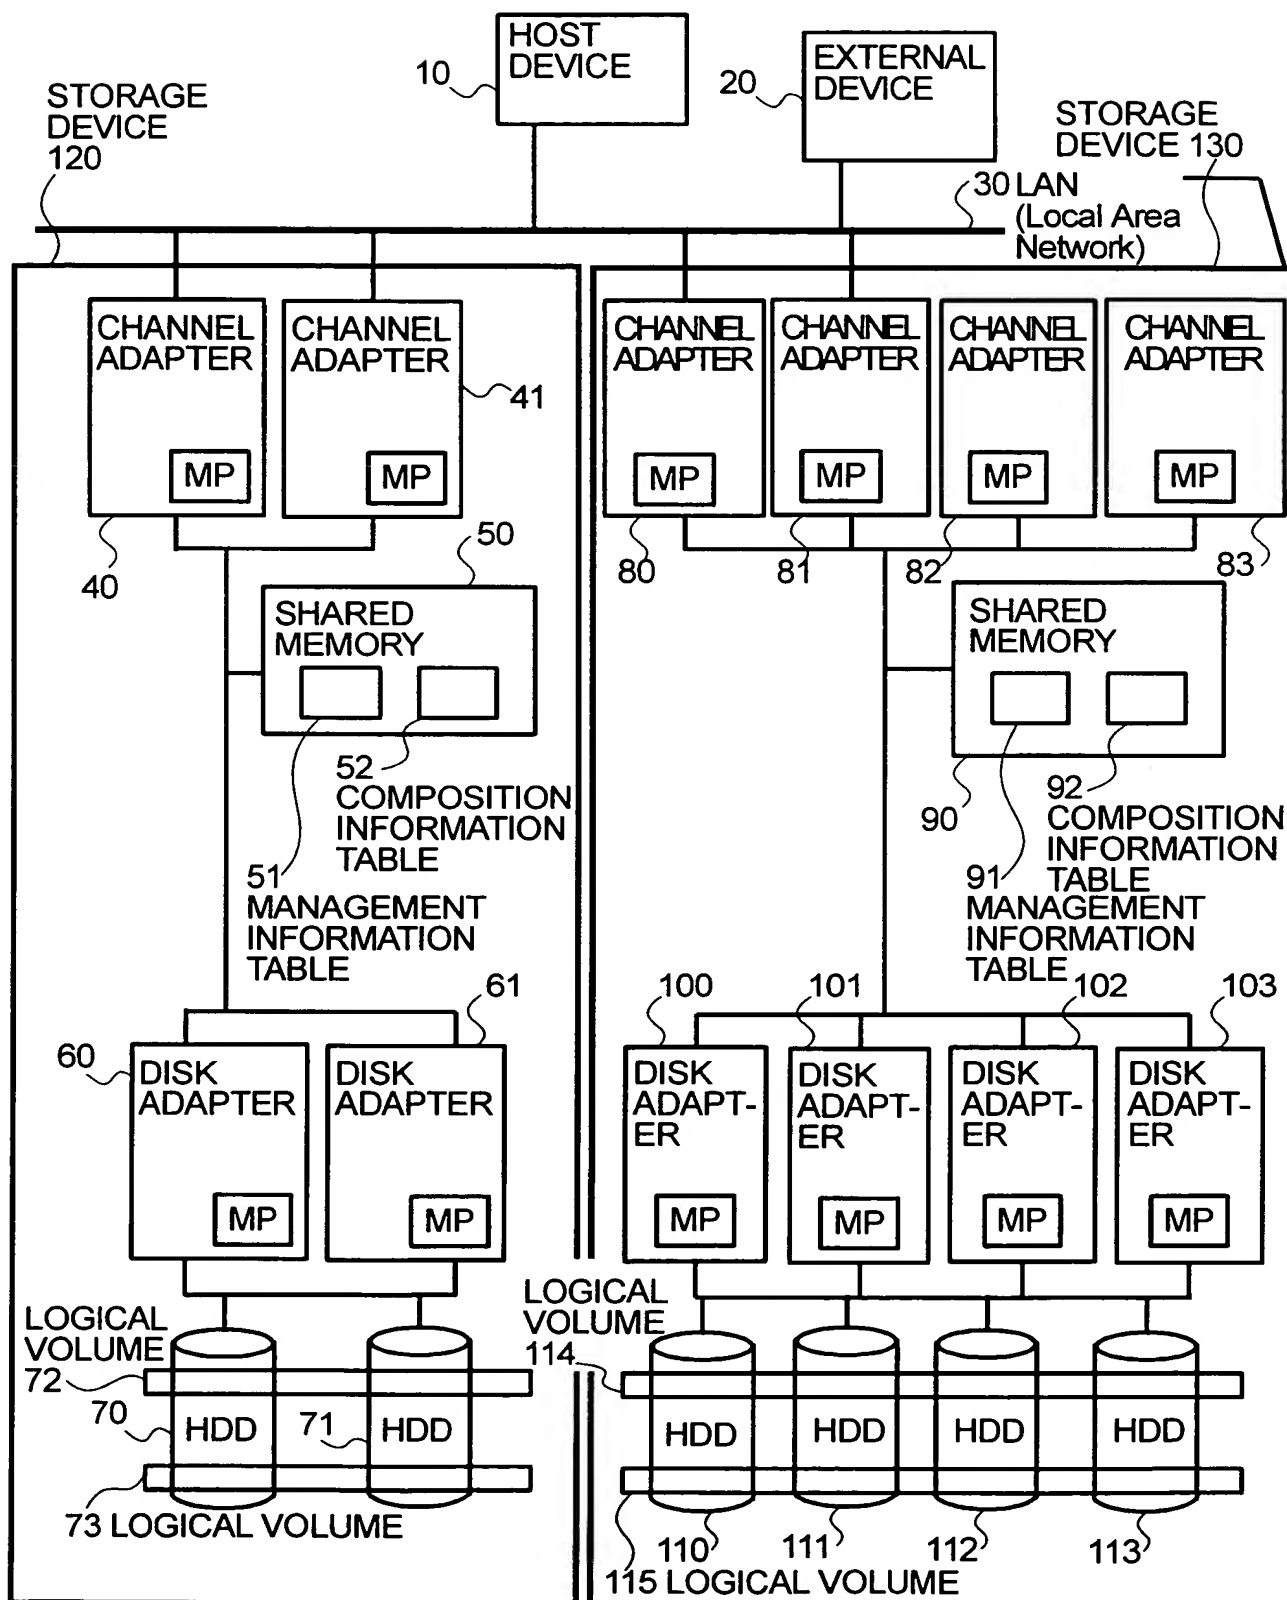 HOST
DEVICE
10
EXTERNAL
DEVICE
20
STORAGE
DEVICE
120
STORAGE
DEVICE 130
30 LAN
(Local Area
Network)
CHANNEL
ADAPTER
MP
40
CHANNEL
ADAPTER
MP
41
CHANNEL
ADAPTER
MP
80
CHANNEL
ADAPTER
MP
81
CHANNEL
ADAPTER
MP
82
CHANNEL
ADAPTER
MP
83
50
SHARED
MEMORY
52
COMPOSITION
INFORMATION
TABLE
51
MANAGEMENT
INFORMATION
TABLE
SHARED
MEMORY
90
92
COMPOSITION
INFORMATION
TABLE
91
MANAGEMENT
INFORMATION
TABLE
60
DISK
ADAPTER
MP
61
DISK
ADAPTER
MP
100
DISK
ADAPT-
ER
MP
101
DISK
ADAPT-
ER
MP
102
DISK
ADAPT-
ER
MP
103
DISK
ADAPT-
ER
MP
LOGICAL
VOLUME
72
70
HDD
71
HDD
73 LOGICAL VOLUME
LOGICAL
VOLUME
114
HDD
HDD
HDD
HDD
110
111
112
113
115 LOGICAL VOLUME